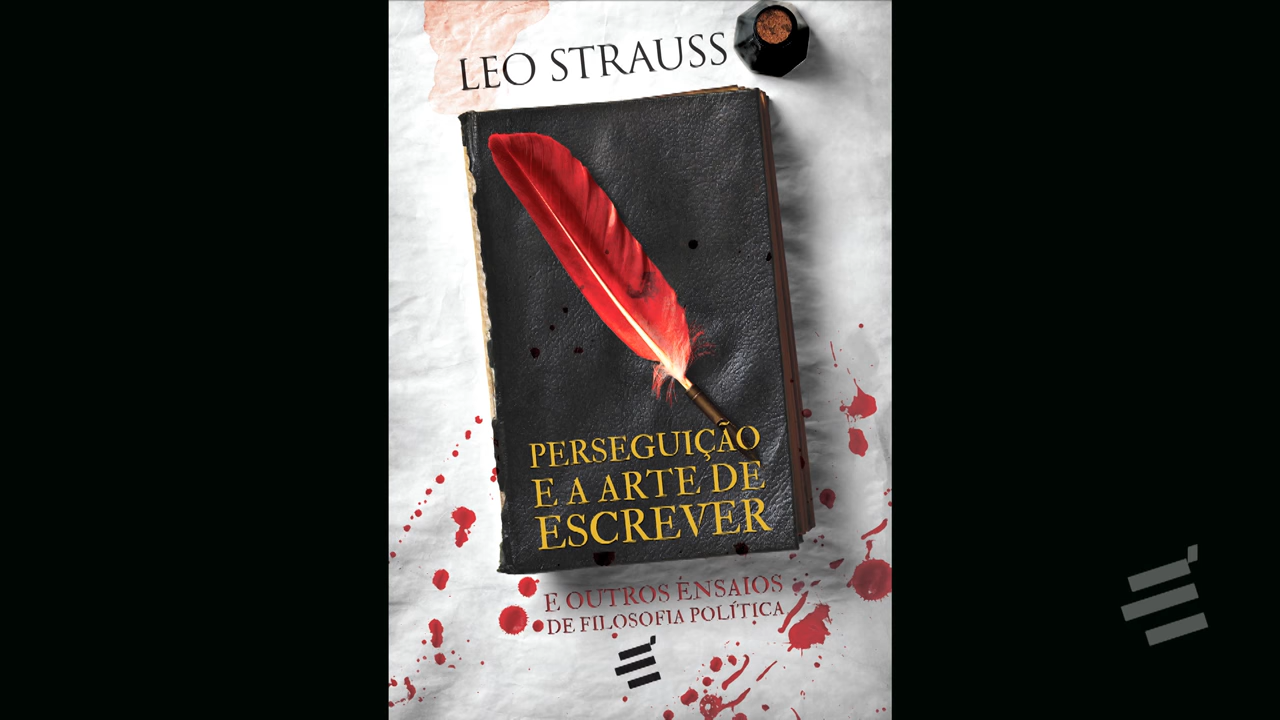 LEO STRAUSS
PERSEGUIÇÃO
E A ARTE DE
ESCREVER
E OUTROS ENSAIOS
DE FILOSOFIA POLÍTICA